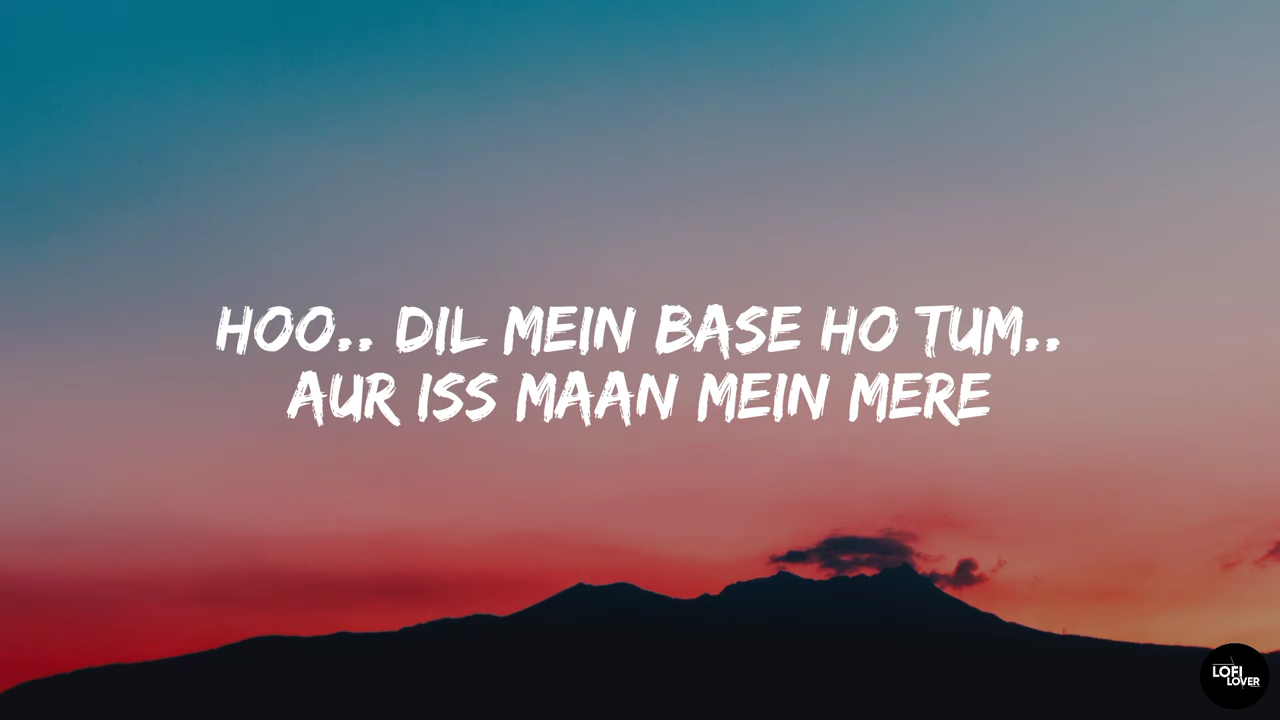 HOO.. DIL MEIN BASE HO TUM..
AUR ISS MAAN MEIN MERE
LOFI
LOVER